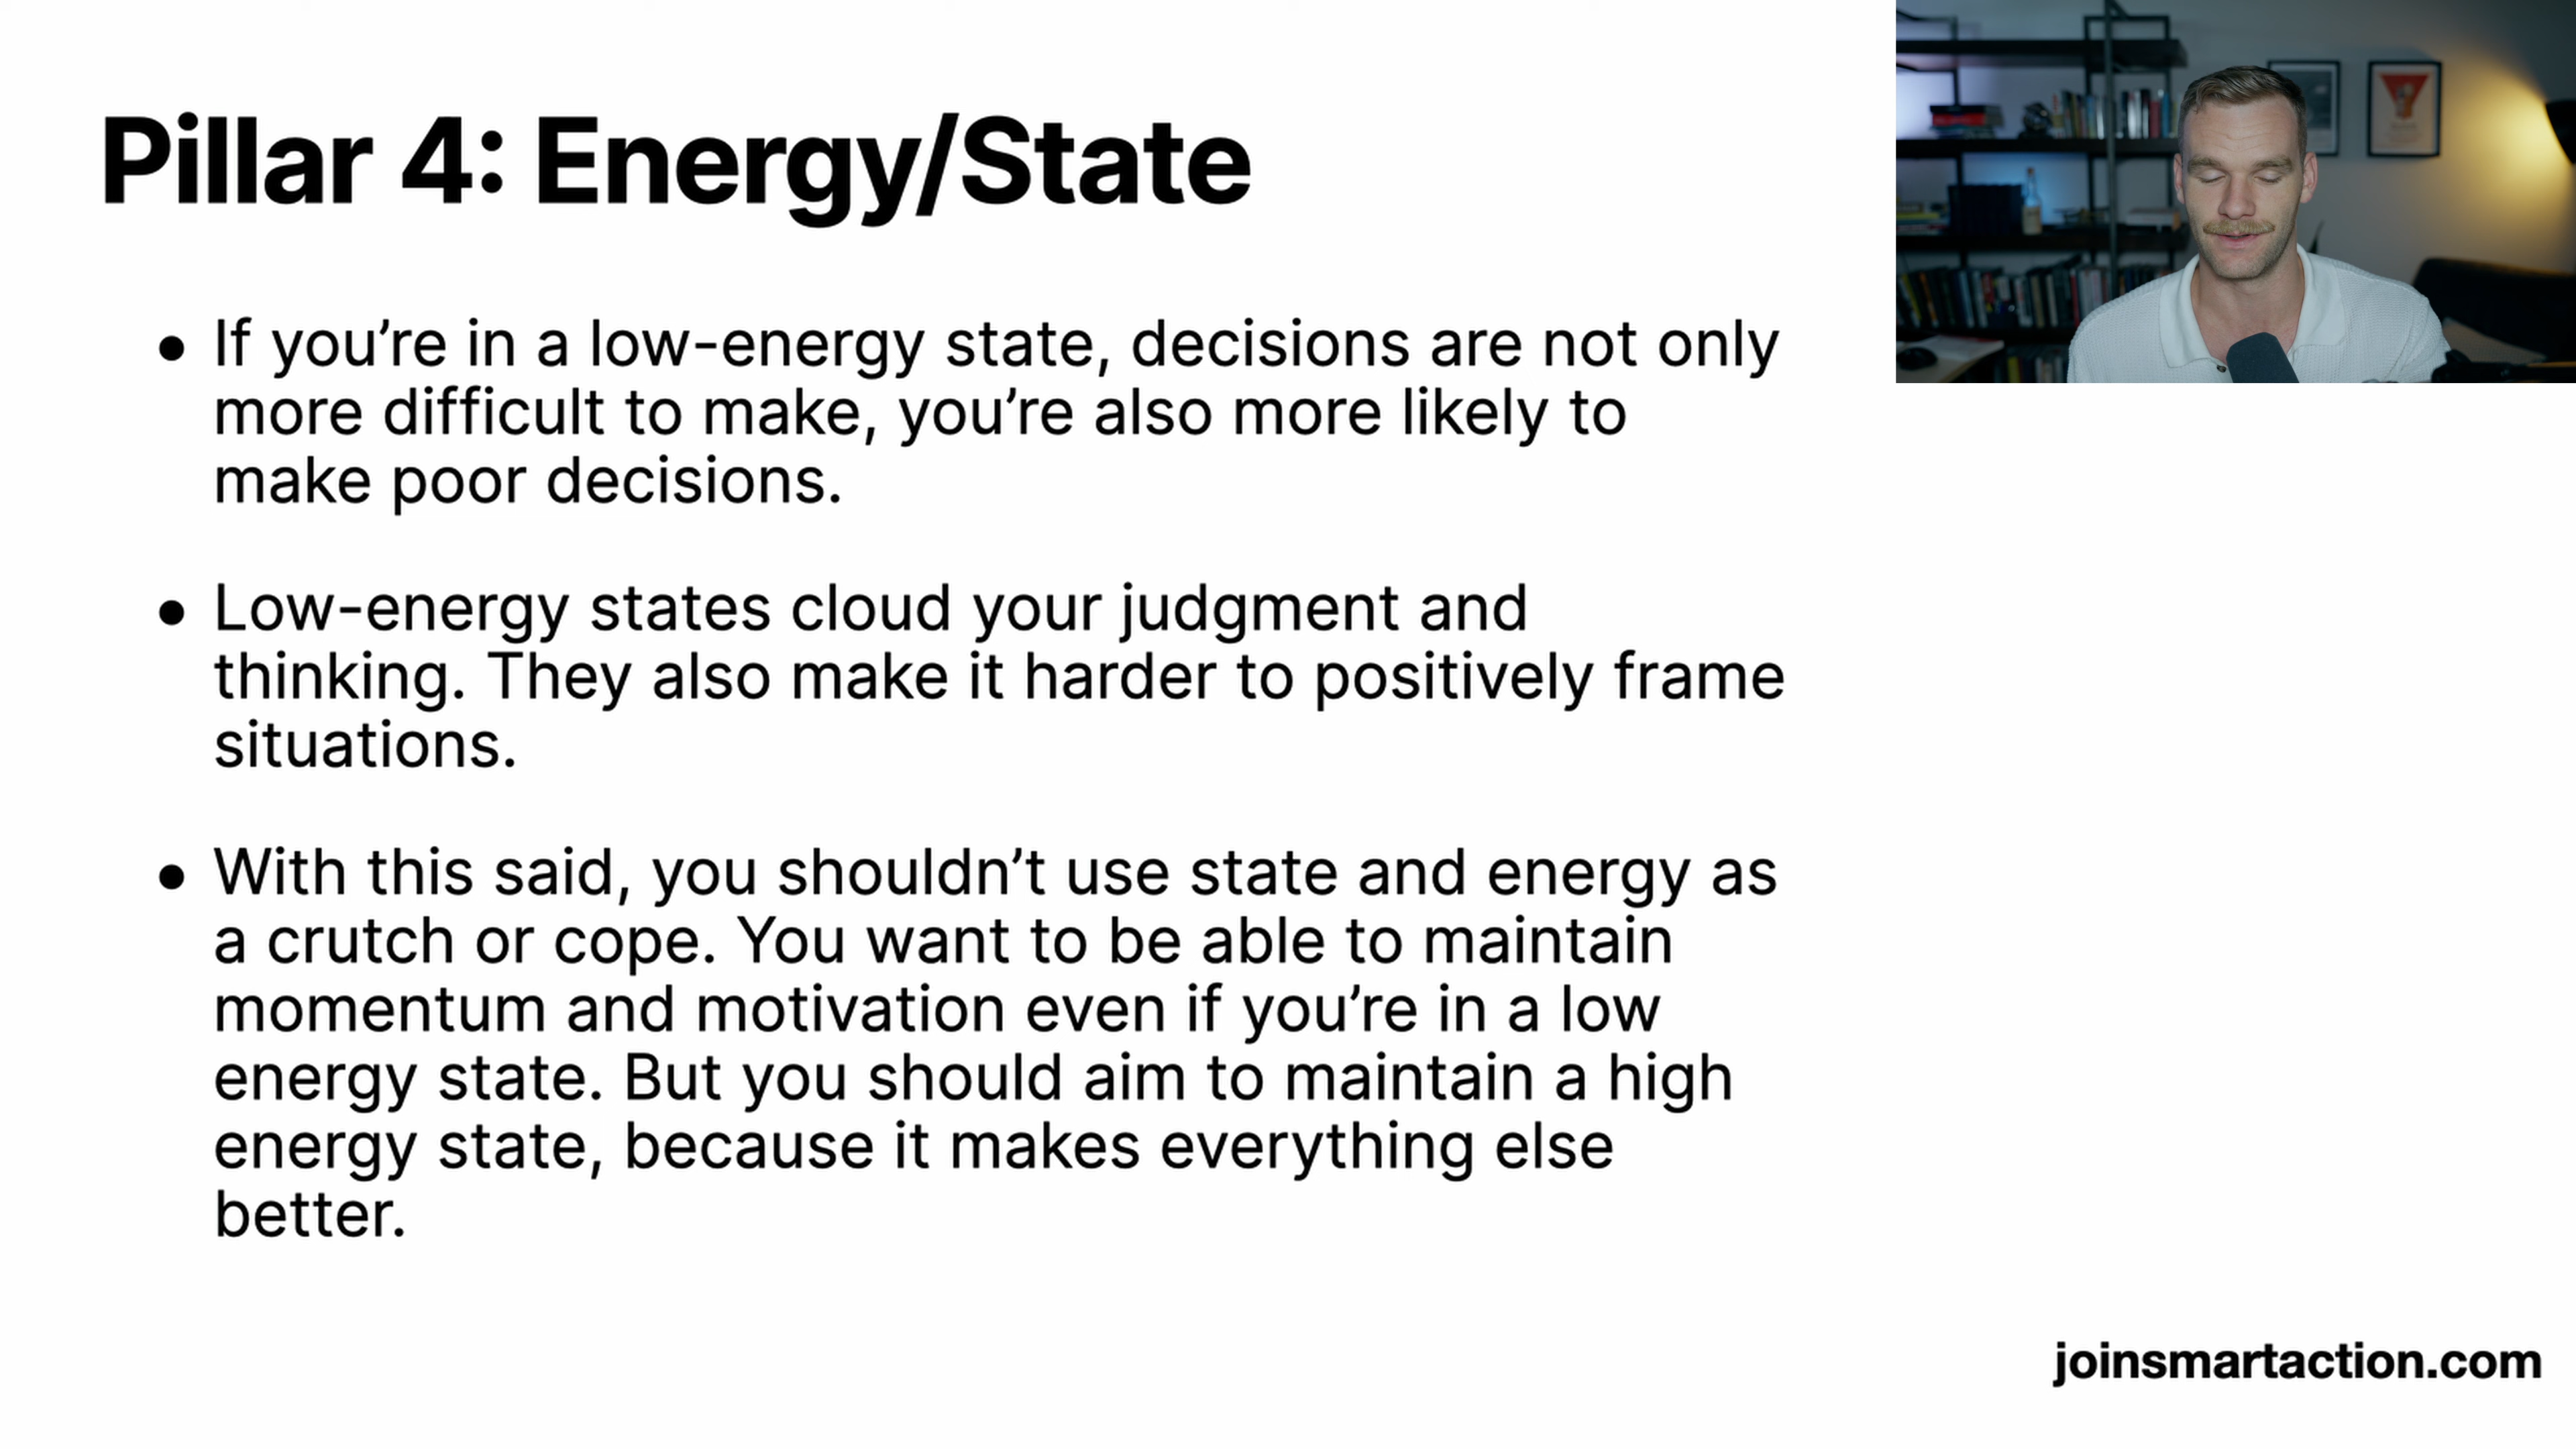 Pillar 4: Energy/State
• If you’re in a low-energy state, decisions are not only
more difficult to make, you’re also more likely to
make poor decisions.
• Low-energy states cloud your judgment and
thinking. They also make it harder to positively frame
situations.
• With this said, you shouldn’t use state and energy as
a crutch or cope. You want to be able to maintain
momentum and motivation even if you’re in a low
energy state. But you should aim to maintain a high
energy state, because it makes everything else
better.
joinsmartaction.com